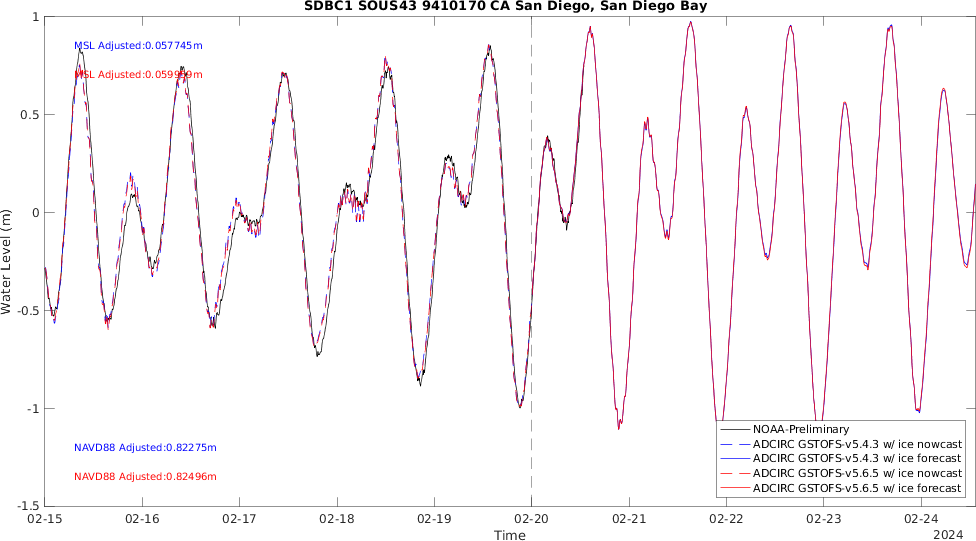 SDBC1 SOUS43 9410170 CA San Diego, San Diego Bay
MSL Adjusted:0.057745m
MSL Adjusted:0.059969m
NAVD88 Adjusted:0.82275m
NAVD88 Adjusted:0.82496m
Water Level (m)
1
0.5
0
-0.5
-1
-1.5
NOAA-Preliminary
ADCIRC GSTOFS-v5.4.3 w/ ice nowcast
ADCIRC GSTOFS-v5.4.3 w/ ice forecast
ADCIRC GSTOFS-v5.6.5 w/ ice nowcast
ADCIRC GSTOFS-v5.6.5 w/ ice forecast
02-15 02-16 02-17 02-18 02-19 02-20 02-21 02-22 02-23 02-24
Time
2024